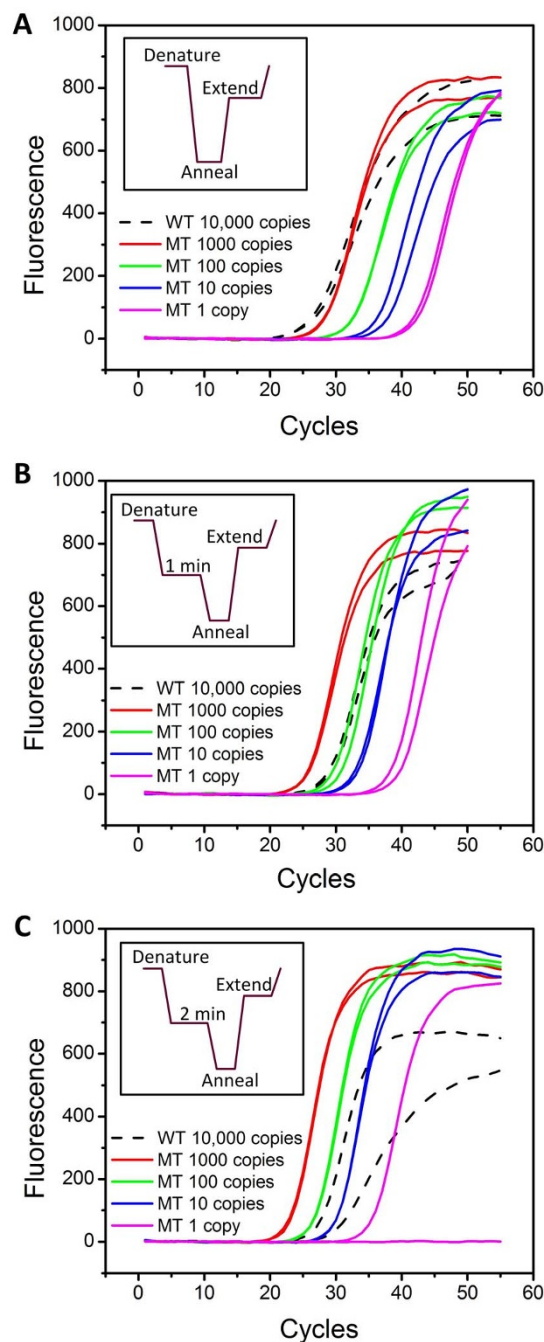 A
1000
800
600
400
200
0
Fluorescence
Denature
Extend
Anneal
WT 10,000 copies
MT 1000 copies
MT 100 copies
MT 10 copies
MT 1 copy
0 10 20 30 40 50 60
Cycles
B
1000
800
600
400
200
0
Fluorescence
Denature
Extend
1 min
Anneal
WT 10,000 copies
MT 1000 copies
MT 100 copies
MT 10 copies
MT 1 copy
0 10 20 30 40 50 60
Cycles
C
1000
800
600
400
200
0
Fluorescence
Denature
Extend
2 min
Anneal
WT 10,000 copies
MT 1000 copies
MT 100 copies
MT 10 copies
MT 1 copy
0 10 20 30 40 50 60
Cycles